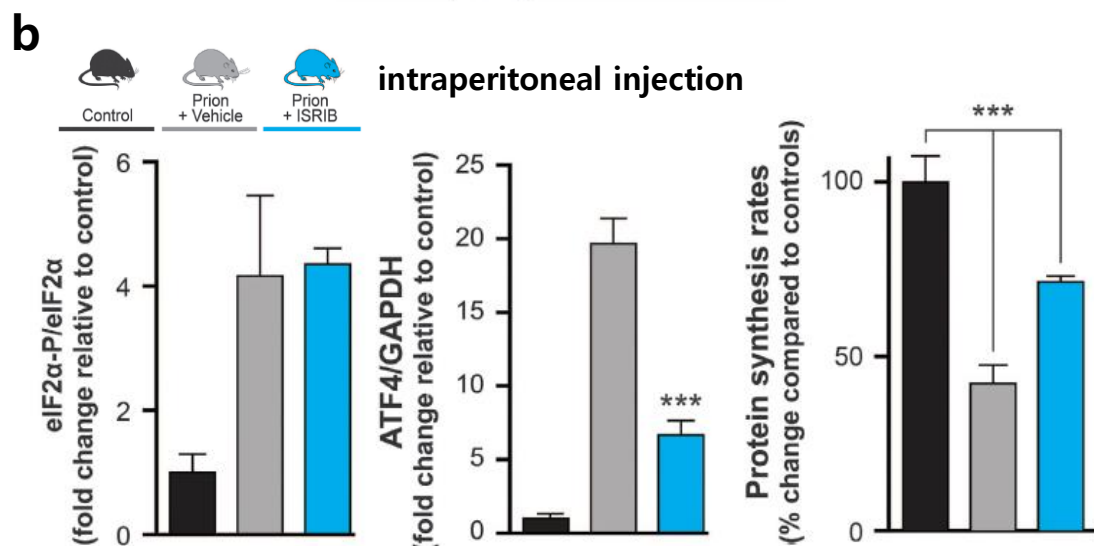 b
Control
Prion
+ Vehicle
Prion
+ ISRIB
intraperitoneal injection
eIF2α-P/eIF2α
(fold change relative to control)
6
4
2
0
ATF4/GAPDH
(fold change relative to control)
25
20
15
10
5
0
***
Protein synthesis rates
(% change compared to controls)
100
50
0
***